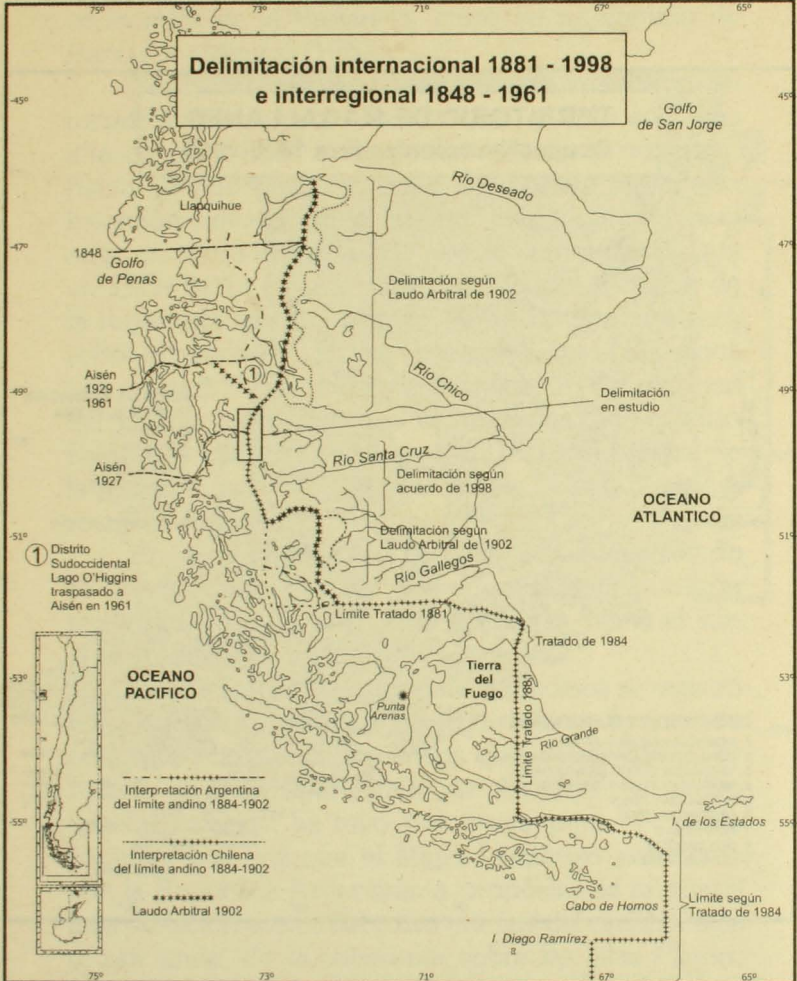 75º 73º 71º 67º 65º
Delimitación internacional 1881 - 1998
e interregional 1848 - 1961
-45º
45º
Golfo
de San Jorge
Río Deseado
Llanquihue
-47º
1848
47º
Golfo
de Penas
Delimitación según
Laudo Arbitral de 1902
Río Chico
1
Aisén
1929
1961
-49º
49º
Delimitación
en estudio
Río Santa Cruz
Aisén
1927
Delimitación según
acuerdo de 1998
OCEANO
ATLANTICO
-51º
51º
Delimitación según
Laudo Arbitral de 1902
Río Gallegos
1 Distrito
Sudoccidental
Lago O'Higgins
traspasado a
Aisén en 1961
Límite Tratado 1881
Tratado de 1984
OCEANO
PACIFICO
-53º
53º
Tierra
del
Fuego
Punta
Arenas
Límite Tratado 1881
Río Grande
Interpretación Argentina
del límite andino 1884-1902
-55º
55º
I. de los Estados
Interpretación Chilena
del límite andino 1884-1902
Laudo Arbitral 1902
Cabo de Hornos
Límite según
Tratado de 1984
I Diego Ramírez
75º 73º 71º 67º 65º